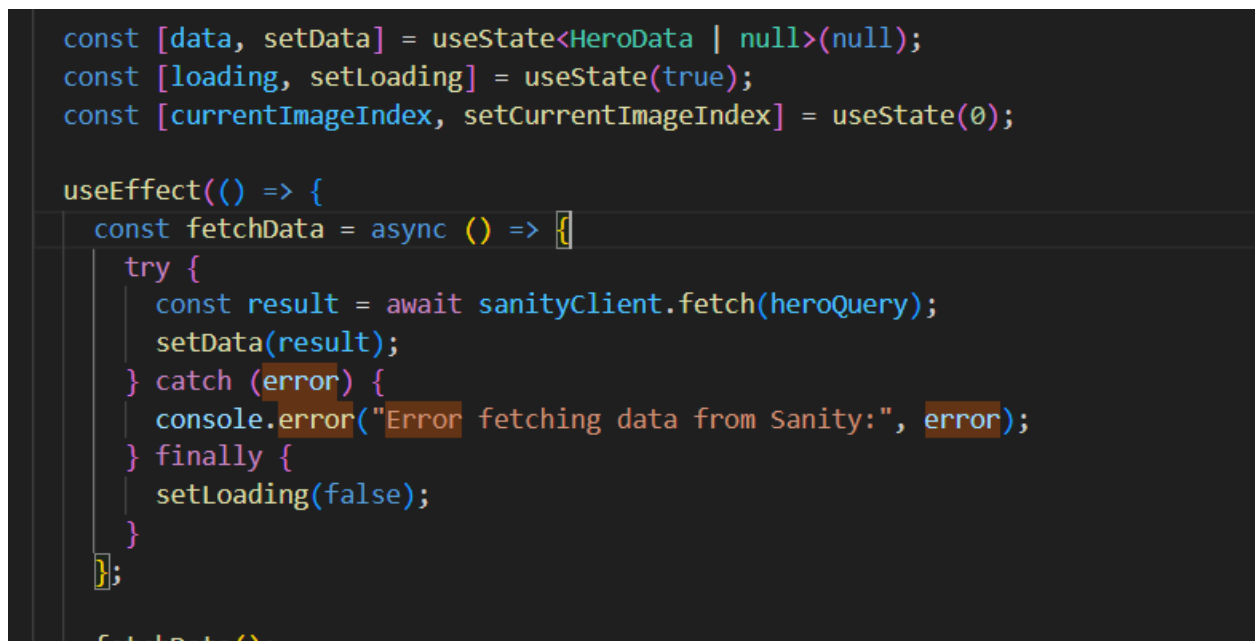 const [data, setData] = useState<HeroData | null>(null);
const [loading, setLoading] = useState(true);
const [currentImageIndex, setCurrentImageIndex] = useState(0);
useEffect(() => {
const fetchData = async () => {
try {
const result = await sanityClient.fetch(heroQuery);
setData(result);
} catch (error) {
console.error("Error fetching data from Sanity:", error);
} finally {
setLoading(false);
}
};
fetchData();